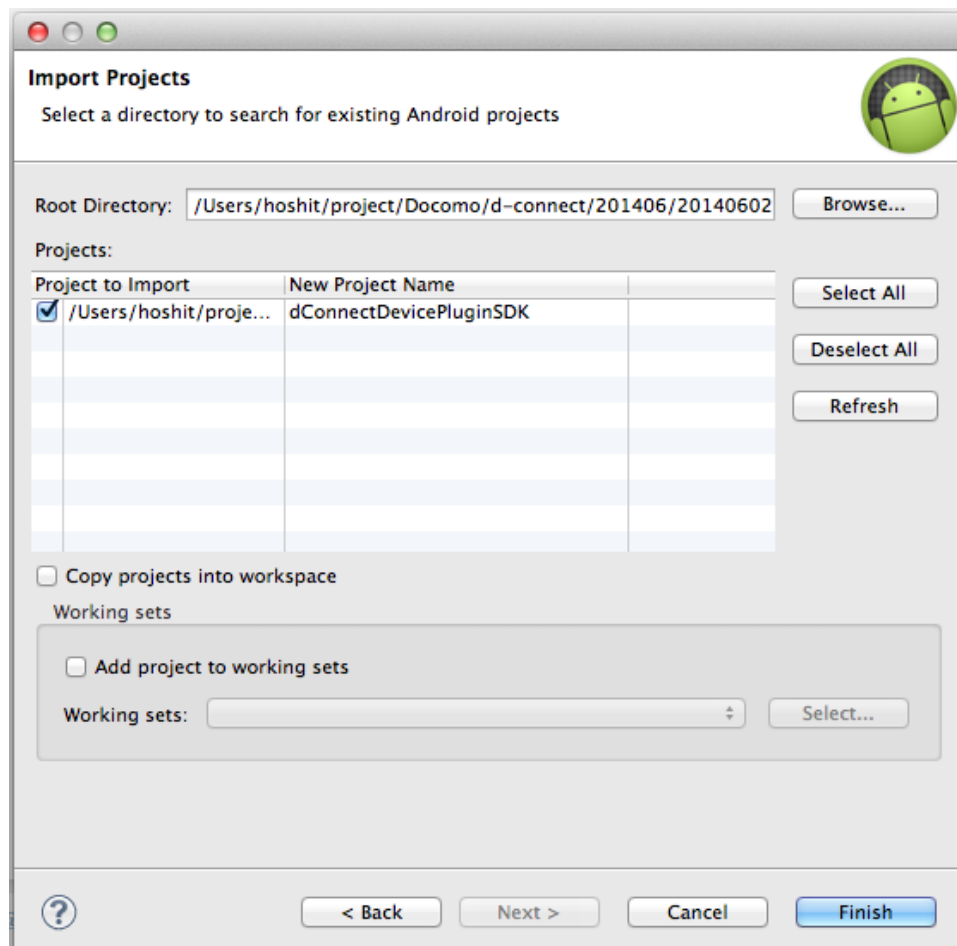 Import Projects
Select a directory to search for existing Android projects
Root Directory: /Users/hoshit/project/Docomo/d-connect/201406/20140602 Browse...
Projects:
Project to Import New Project Name
/Users/hoshit/proje... dConnectDevicePluginSDK
Select All
Deselect All
Refresh
Copy projects into workspace
Working sets
Add project to working sets
Working sets: Select...
? < Back Next > Cancel Finish